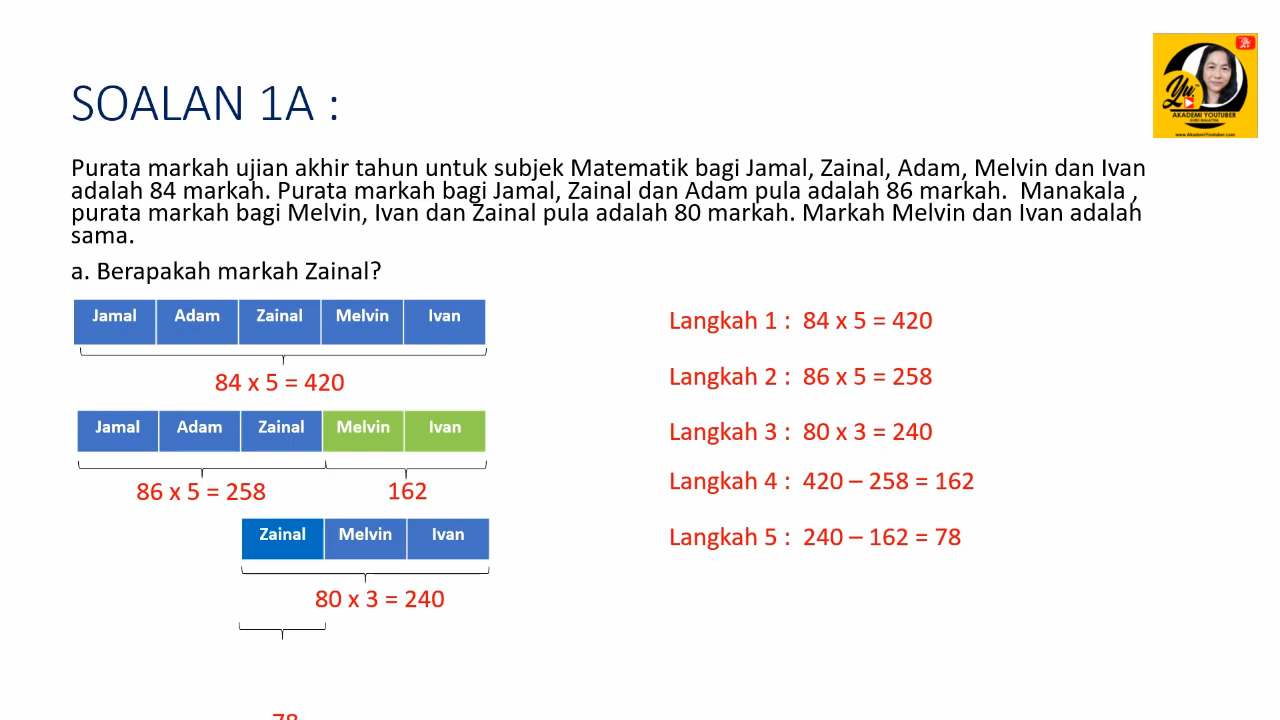 SOALAN 1A :
Purata markah ujian akhir tahun untuk subjek Matematik bagi Jamal, Zainal, Adam, Melvin dan Ivan
adalah 84 markah. Purata markah bagi Jamal, Zainal dan Adam pula adalah 86 markah.  Manakala ,
purata markah bagi Melvin, Ivan dan Zainal pula adalah 80 markah. Markah Melvin dan Ivan adalah
sama.
a. Berapakah markah Zainal?
Jamal Adam Zainal Melvin Ivan
84 x 5 = 420
Jamal Adam Zainal Melvin Ivan
86 x 5 = 258 162
Zainal Melvin Ivan
80 x 3 = 240
78
Langkah 1 :  84 x 5 = 420
Langkah 2 :  86 x 5 = 258
Langkah 3 :  80 x 3 = 240
Langkah 4 :  420 – 258 = 162
Langkah 5 :  240 – 162 = 78
Yu
AKADEMI YOUTUBER
www.AkademiYoutuber.com